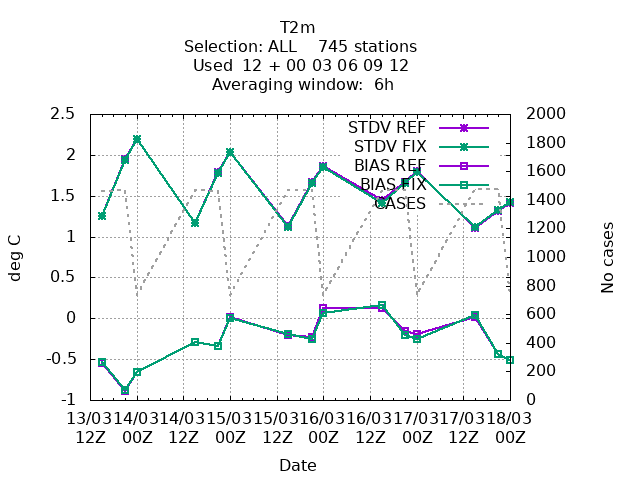 T2m
Selection: ALL    745 stations
Used  12 + 00 03 06 09 12
Averaging window:  6h
2.5
2
1.5
1
0.5
0
-0.5
-1
deg C
2000
1800
1600
1400
1200
1000
800
600
400
200
0
No cases
STDV REF
STDV FIX
BIAS REF
BIAS FIX
CASES
13/03 14/03 14/03 15/03 15/03 16/03 16/03 17/03 17/03 18/03
12Z 00Z 12Z 00Z 12Z 00Z 12Z 00Z 12Z 00Z
Date